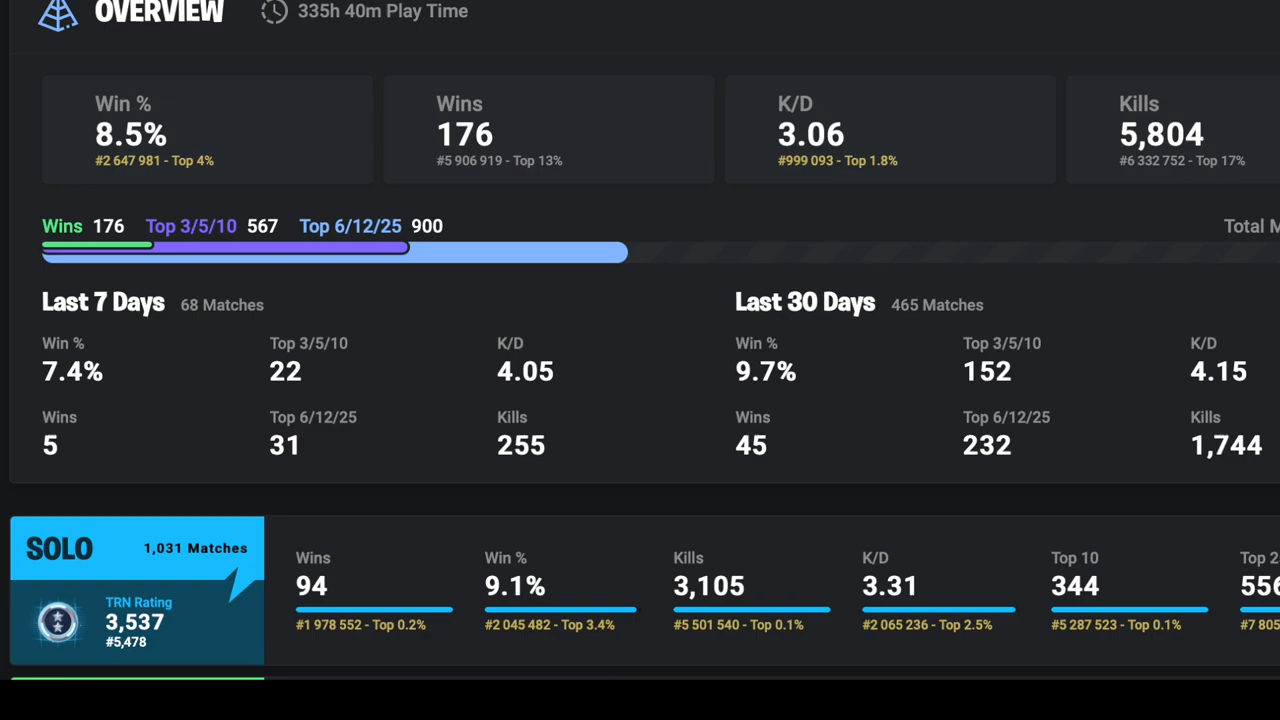 OVERVIEW 335h 40m Play Time
Win % Wins K/D Kills
8.5% 176 3.06 5,804
#2 647 981 - Top 4% #5 906 919 - Top 13% #999 093 - Top 1.8% #6 332 752 - Top 17%
Wins 176 Top 3/5/10 567 Top 6/12/25 900 Total M
Last 7 Days 68 Matches
Win % Top 3/5/10 K/D
7.4% 22 4.05
Wins Top 6/12/25 Kills
5 31 255
Last 30 Days 465 Matches
Win % Top 3/5/10 K/D
9.7% 152 4.15
Wins Top 6/12/25 Kills
45 232 1,744
SOLO 1,031 Matches
TRN Rating
3,537
#5,478
Wins Win % Kills K/D Top 10 Top 2
94 9.1% 3,105 3.31 344 556
#1 978 552 - Top 0.2% #2 045 482 - Top 3.4% #5 501 540 - Top 0.1% #2 065 236 - Top 2.5% #5 287 523 - Top 0.1% #7 805